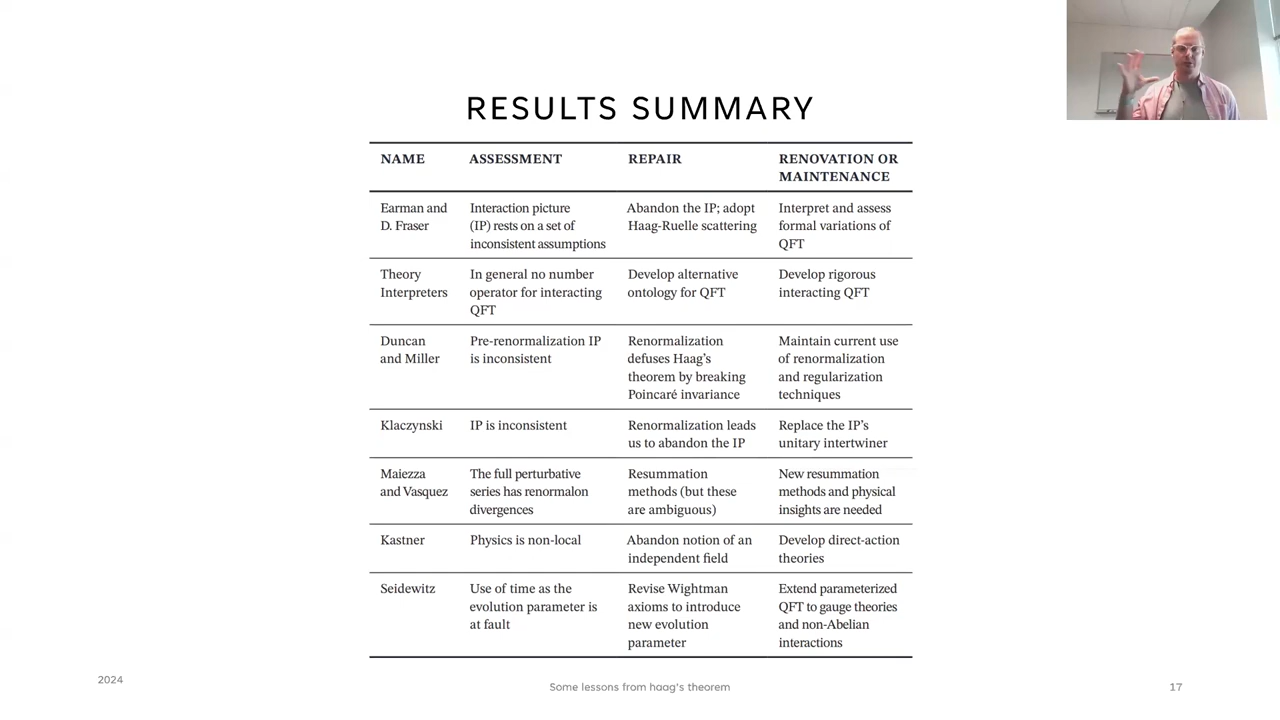 RESULTS SUMMARY
NAME ASSESSMENT REPAIR RENOVATION OR
MAINTENANCE
Earman and Interaction picture Abandon the IP; adopt Interpret and assess
D. Fraser (IP) rests on a set of Haag-Ruelle scattering formal variations of
inconsistent assumptions QFT
Theory In general no number Develop alternative Develop rigorous
Interpreters operator for interacting ontology for QFT interacting QFT
QFT
Duncan Pre-renormalization IP Renormalization Maintain current use
and Miller is inconsistent defuses Haag's of renormalization
theorem by breaking and regularization
Poincaré invariance techniques
Klaczynski IP is inconsistent Renormalization leads Replace the IP's
us to abandon the IP unitary intertwiner
Maiezza The full perturbative Resummation New resummation
and Vasquez series has renormalon methods (but these methods and physical
divergences are ambiguous) insights are needed
Kastner Physics is non-local Abandon notion of an Develop direct-action
independent field theories
Seidewitz Use of time as the Revise Wightman Extend parameterized
evolution parameter is axioms to introduce QFT to gauge theories
at fault new evolution and non-Abelian
parameter interactions
2024 Some lessons from haag's theorem 17